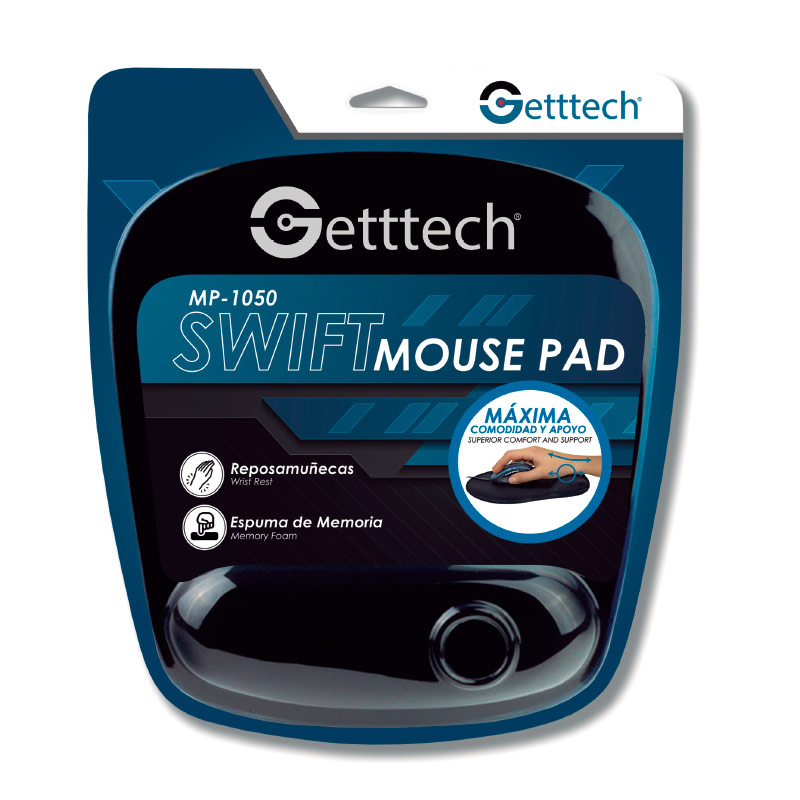 Getttech®
Getttech®
MP-1050
SWIFT MOUSE PAD
MÁXIMA
COMODIDAD Y APOYO
SUPERIOR COMFORT AND SUPPORT
Reposamuñecas
Wrist Rest
Espuma de Memoria
Memory Foam